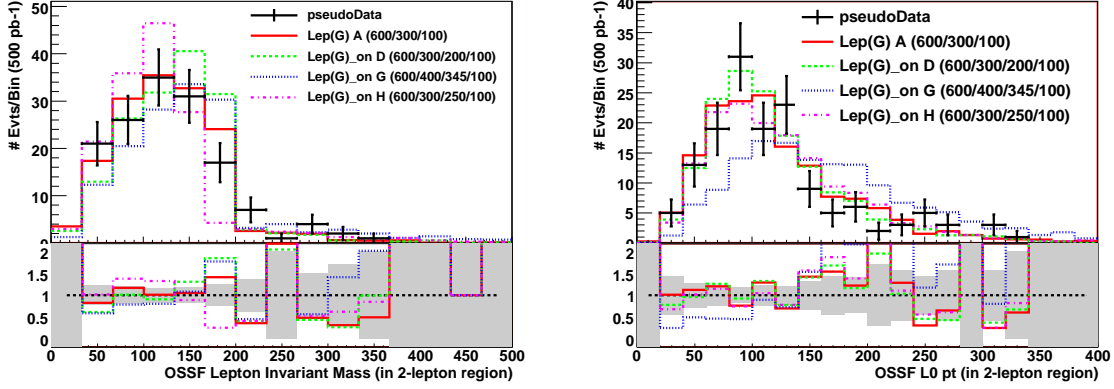 # Evts/Bin (500 pb-1)
50
40
30
20
10
pseudoData
Lep(G) A (600/300/100)
Lep(G)_on D (600/300/200/100)
Lep(G)_on G (600/400/345/100)
Lep(G)_on H (600/300/250/100)
2
1.5
1
0.5
0 50 100 150 200 250 300 350 400 450 500
OSSF Lepton Invariant Mass (in 2-lepton region)
# Evts/Bin (500 pb-1)
40
35
30
25
20
15
10
5
pseudoData
Lep(G) A (600/300/100)
Lep(G)_on D (600/300/200/100)
Lep(G)_on G (600/400/345/100)
Lep(G)_on H (600/300/250/100)
2
1.5
1
0.5
0 50 100 150 200 250 300 350 400
OSSF L0 pt (in 2-lepton region)